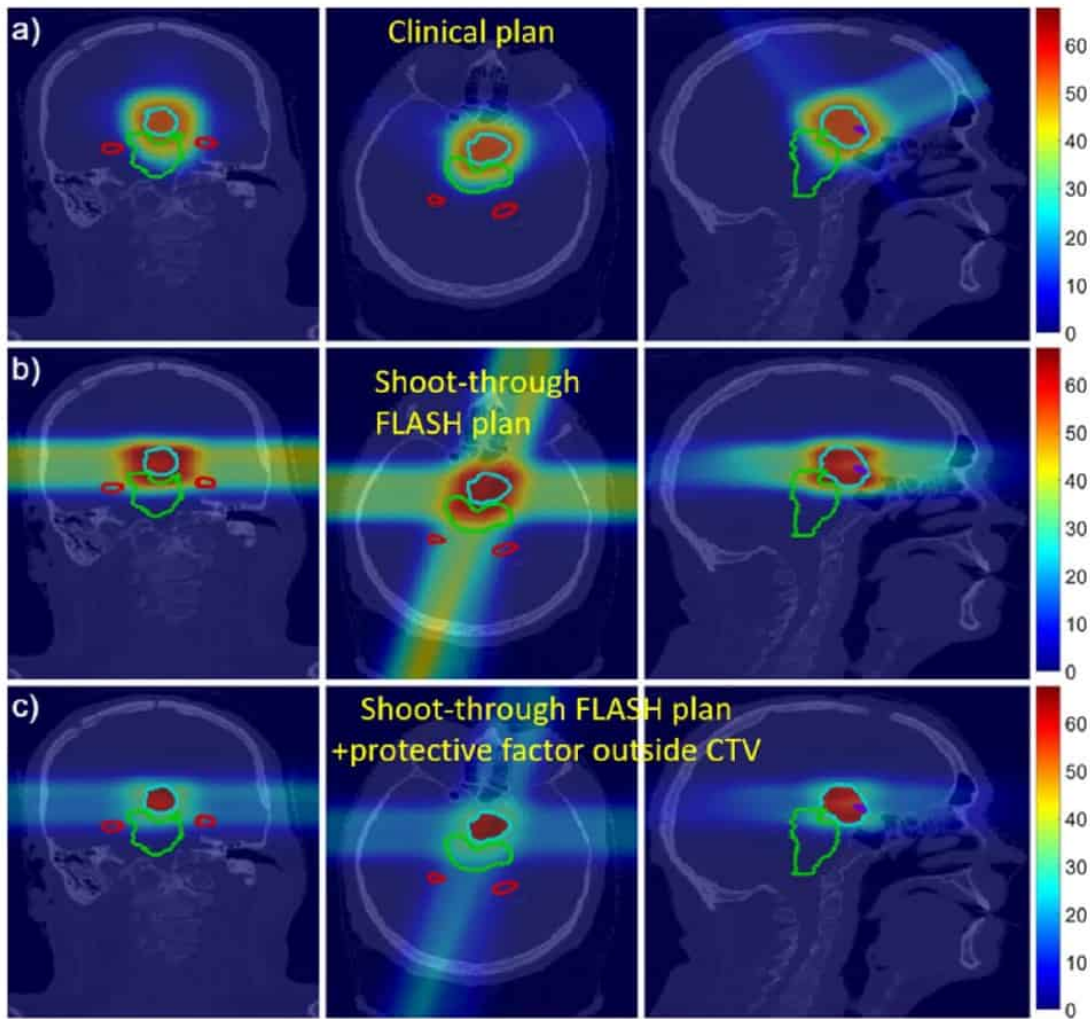 a)
Clinical plan
60
50
40
30
20
10
0
b)
Shoot-through
FLASH plan
60
50
40
30
20
10
0
c)
Shoot-through FLASH plan
+protective factor outside CTV
60
50
40
30
20
10
0